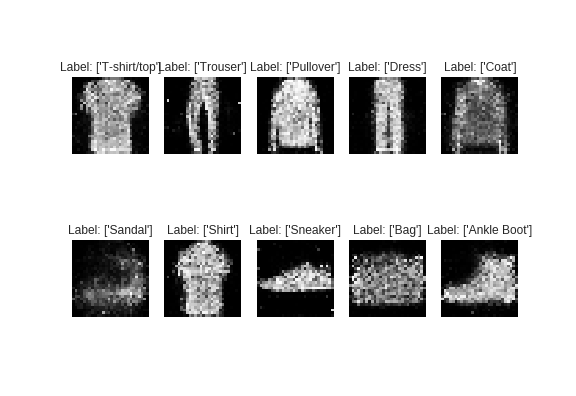 Label: ['T-shirt/top'] Label: ['Trouser'] Label: ['Pullover'] Label: ['Dress'] Label: ['Coat']
Label: ['Sandal'] Label: ['Shirt'] Label: ['Sneaker'] Label: ['Bag'] Label: ['Ankle Boot']